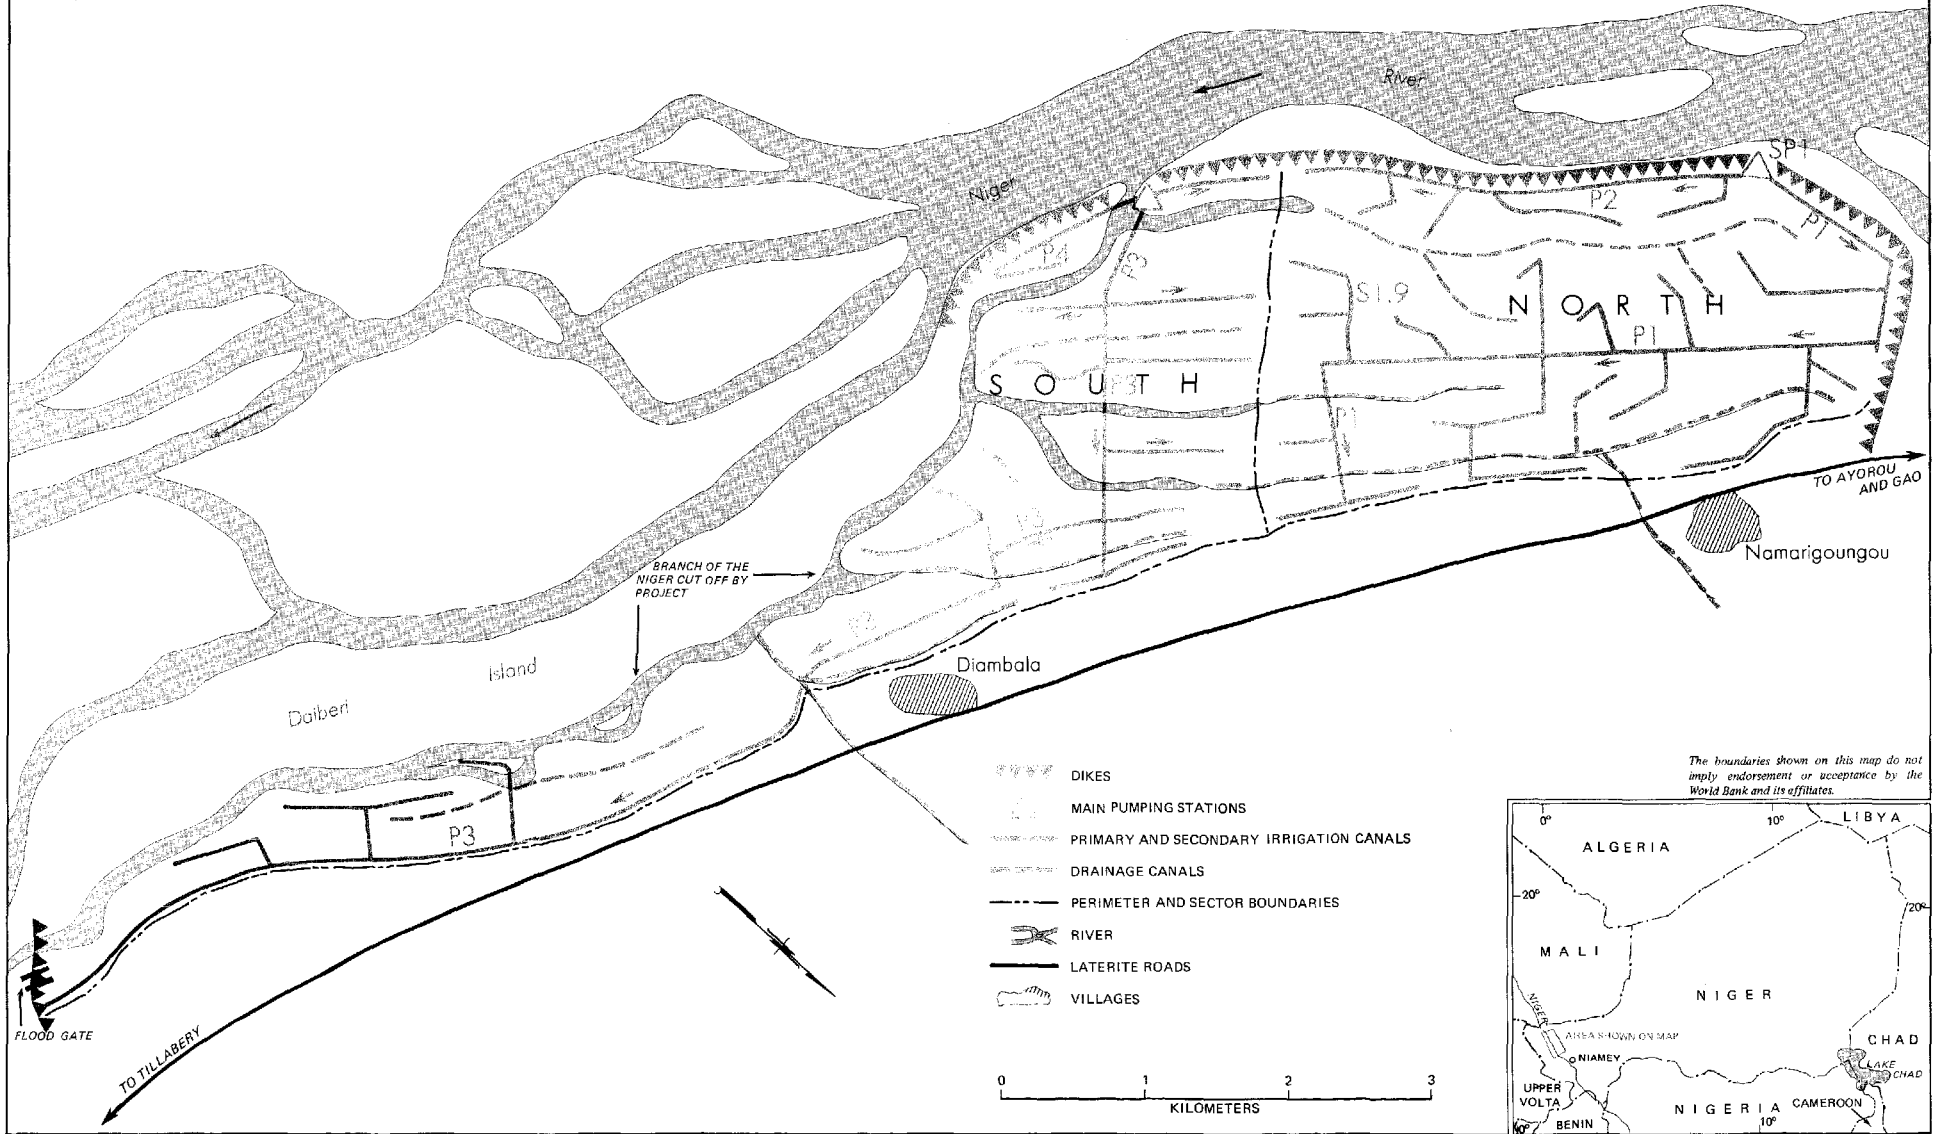 River
SP1
Niger
P2
P1
P4
P3
S1.9
NORTH
P1
SOUTH
P3
P1
TO AYOROU
AND GAO
Namarigoungou
BRANCH OF THE
NIGER CUT OFF BY
PROJECT
Diambala
Island
Daiberi
P3
FLOOD GATE
TO TILLABERY
DIKES
MAIN PUMPING STATIONS
PRIMARY AND SECONDARY IRRIGATION CANALS
DRAINAGE CANALS
PERIMETER AND SECTOR BOUNDARIES
RIVER
LATERITE ROADS
VILLAGES
0 1 2 3
KILOMETERS
The boundaries shown on this map do not
imply endorsement or acceptance by the
World Bank and its affiliates.
0° 10°
LIBYA
ALGERIA
20° 20°
MALI
NIGER
NIGER
AREA SHOWN ON MAP
NIAMEY
CHAD
LAKE
CHAD
UPPER
VOLTA
BENIN
NIGERIA
CAMEROON
10°